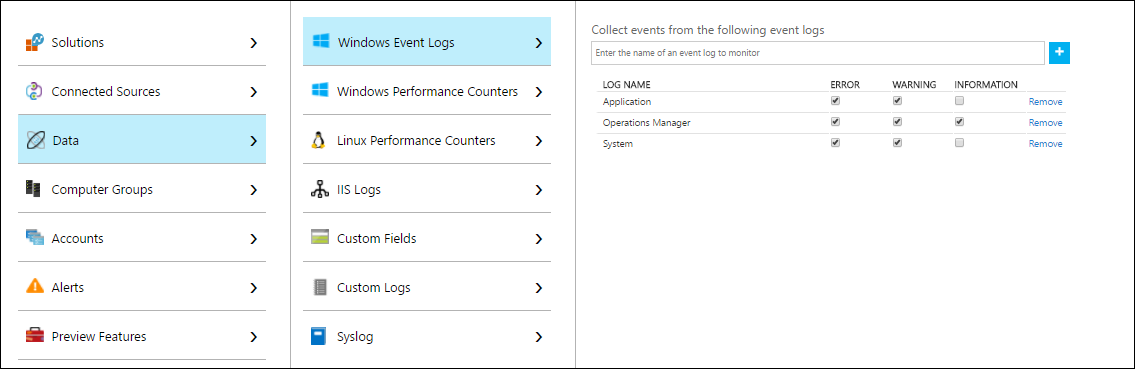 Solutions
Connected Sources
Data
Computer Groups
Accounts
Alerts
Preview Features
Windows Event Logs
Windows Performance Counters
Linux Performance Counters
IIS Logs
Custom Fields
Custom Logs
Syslog
Collect events from the following event logs
Enter the name of an event log to monitor
LOG NAME ERROR WARNING INFORMATION
Application Remove
Operations Manager Remove
System Remove